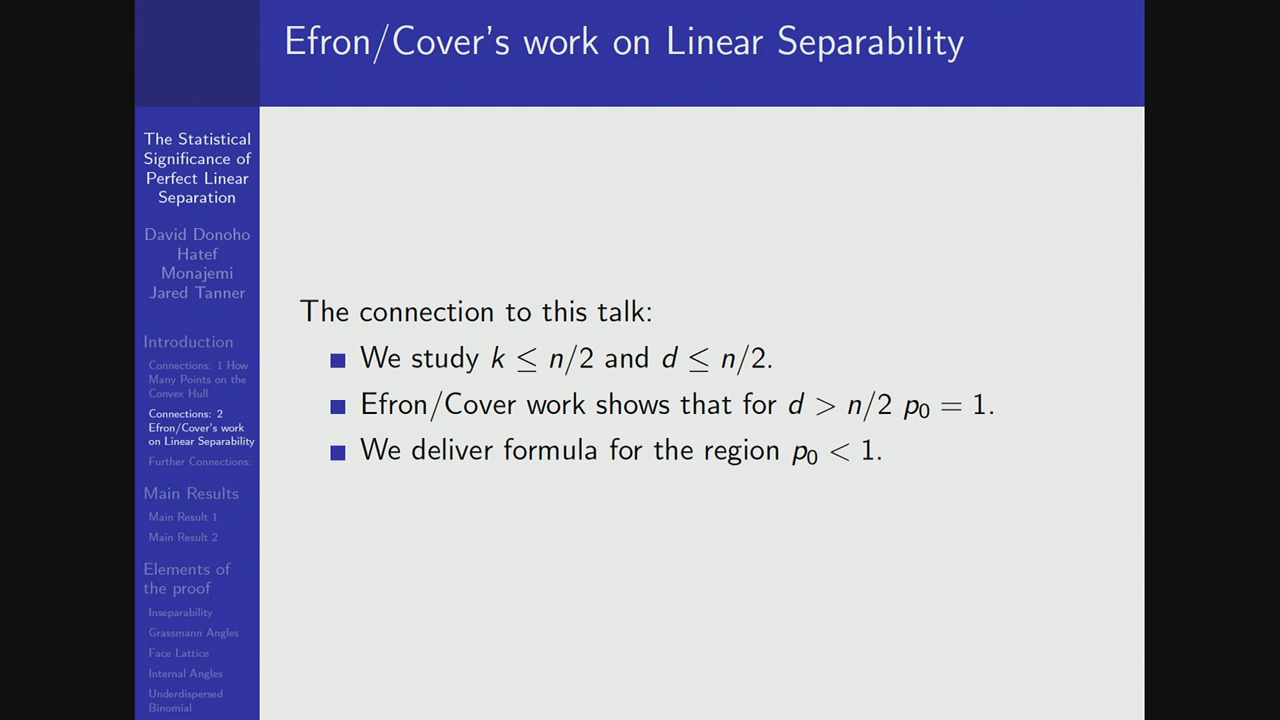 Efron/Cover's work on Linear Separability
The Statistical
Significance of
Perfect Linear
Separation
David Donoho
Hatef
Monajemi
Jared Tanner
Introduction
Connections: 1 How
Many Points on the
Convex Hull
Connections: 2
Efron/Cover's work
on Linear Separability
Further Connections:
Main Results
Main Result 1
Main Result 2
Elements of
the proof
Inseparability
Grassmann Angles
Face Lattice
Internal Angles
Underdispersed
Binomial
The connection to this talk:
We study k ≤ n/2 and d ≤ n/2.
Efron/Cover work shows that for d > n/2 p₀ = 1.
We deliver formula for the region p₀ < 1.